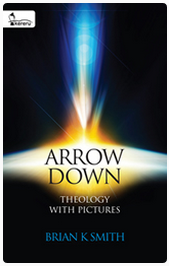 ARROW
DOWN
THEOLOGY
WITH PICTURES
BRIAN K SMITH